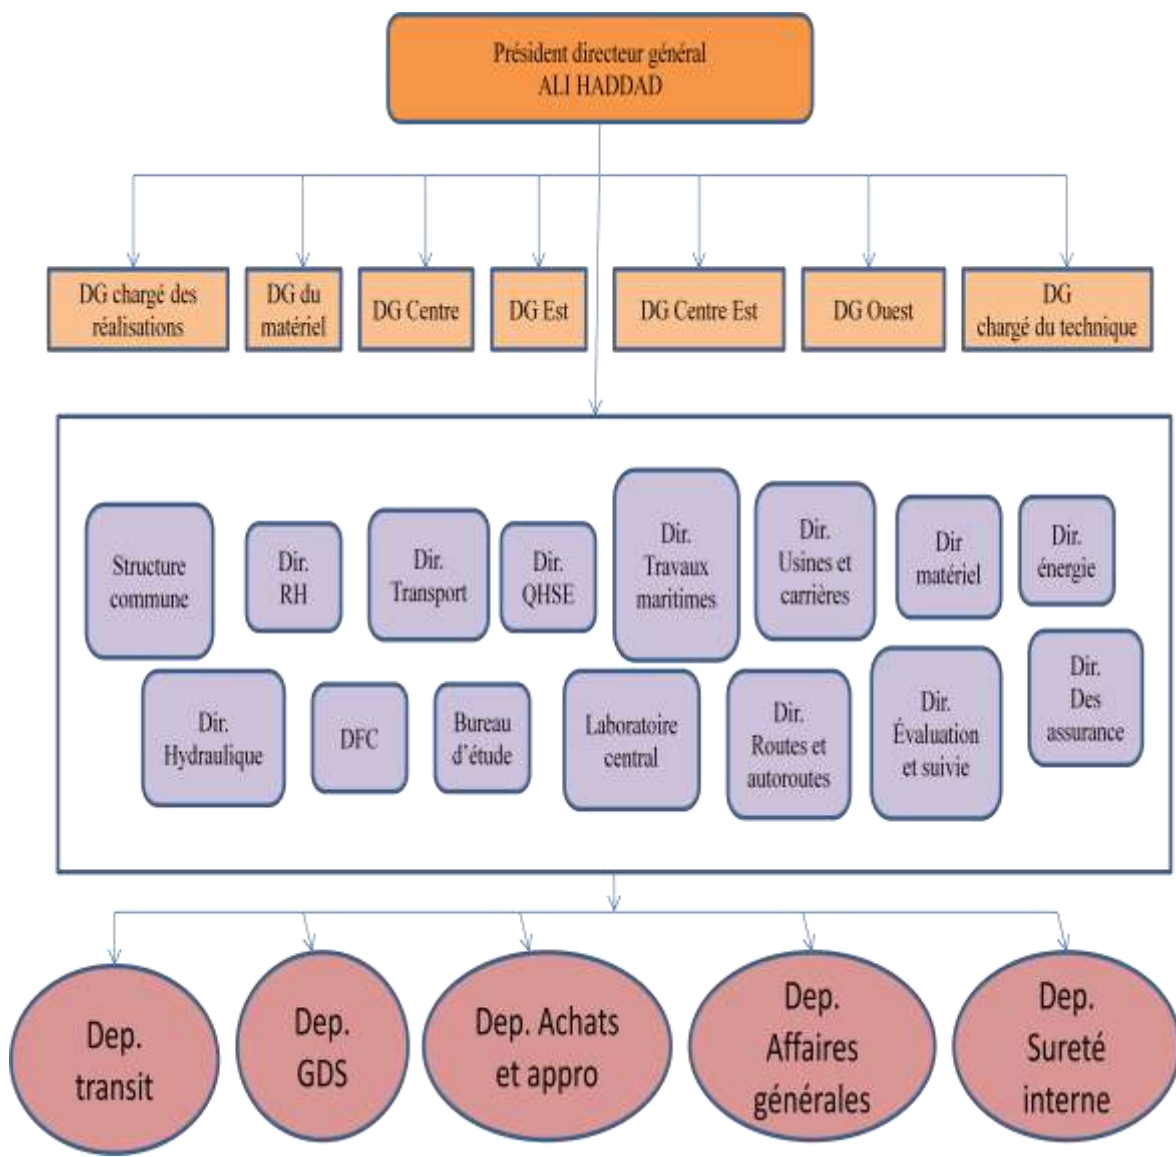 Président directeur général
ALI HADDAD
DG chargé des
réalisations
DG du
matériel
DG Centre
DG Est
DG Centre Est
DG Ouest
DG
chargé du technique
Structure
commune
Dir.
RH
Dir.
Transport
Dir.
QHSE
Dir.
Travaux
maritimes
Dir.
Usines et
carrières
Dir
matériel
Dir.
énergie
Dir.
Hydraulique
DFC
Bureau
d’étude
Laboratoire
central
Dir.
Routes et
autoroutes
Dir.
Évaluation
et suivie
Dir.
Des
assurance
Dep.
transit
Dep.
GDS
Dep. Achats
et appro
Dep.
Affaires
générales
Dep.
Sureté
interne